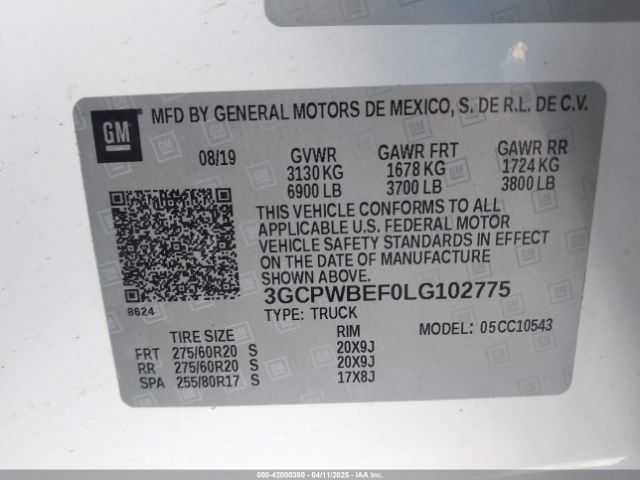 GM
MFD BY GENERAL MOTORS DE MEXICO, S. DE R.L. DE C.V.
08/19 GVWR GAWR FRT GAWR RR
3130 KG 1678 KG 1724 KG
6900 LB 3700 LB 3800 LB
THIS VEHICLE CONFORMS TO ALL
APPLICABLE U.S. FEDERAL MOTOR
VEHICLE SAFETY STANDARDS IN EFFECT
ON THE DATE OF MANUFACTURE
SHOWN ABOVE.
8624 3GCPWBEF0LG102775
TYPE: TRUCK MODEL: 05CC10543
TIRE SIZE RIM
FRT 275/60R20 S 20X9J
RR 275/60R20 S 20X9J
SPA 255/80R17 S 17X8J
000-42000380 - 04/11/2025 - IAAHQCA